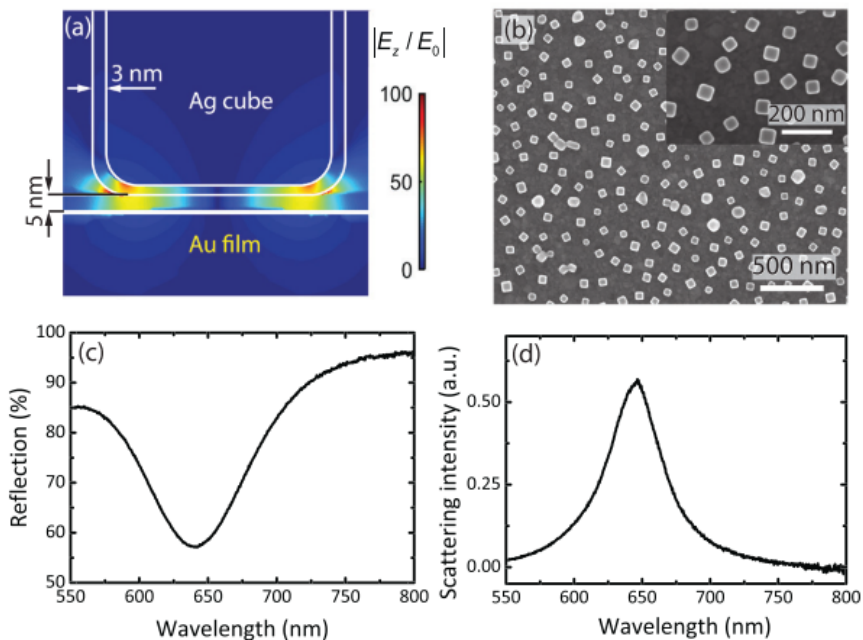 (a)
|E_z / E_0|
3 nm
Ag cube
100
50
0
5 nm
Au film
(b)
200 nm
500 nm
(c)
Reflection (%)
100
90
80
70
60
50
550 600 650 700 750 800
Wavelength (nm)
(d)
Scattering intensity (a.u.)
0.50
0.25
0.00
550 600 650 700 750 800
Wavelength (nm)